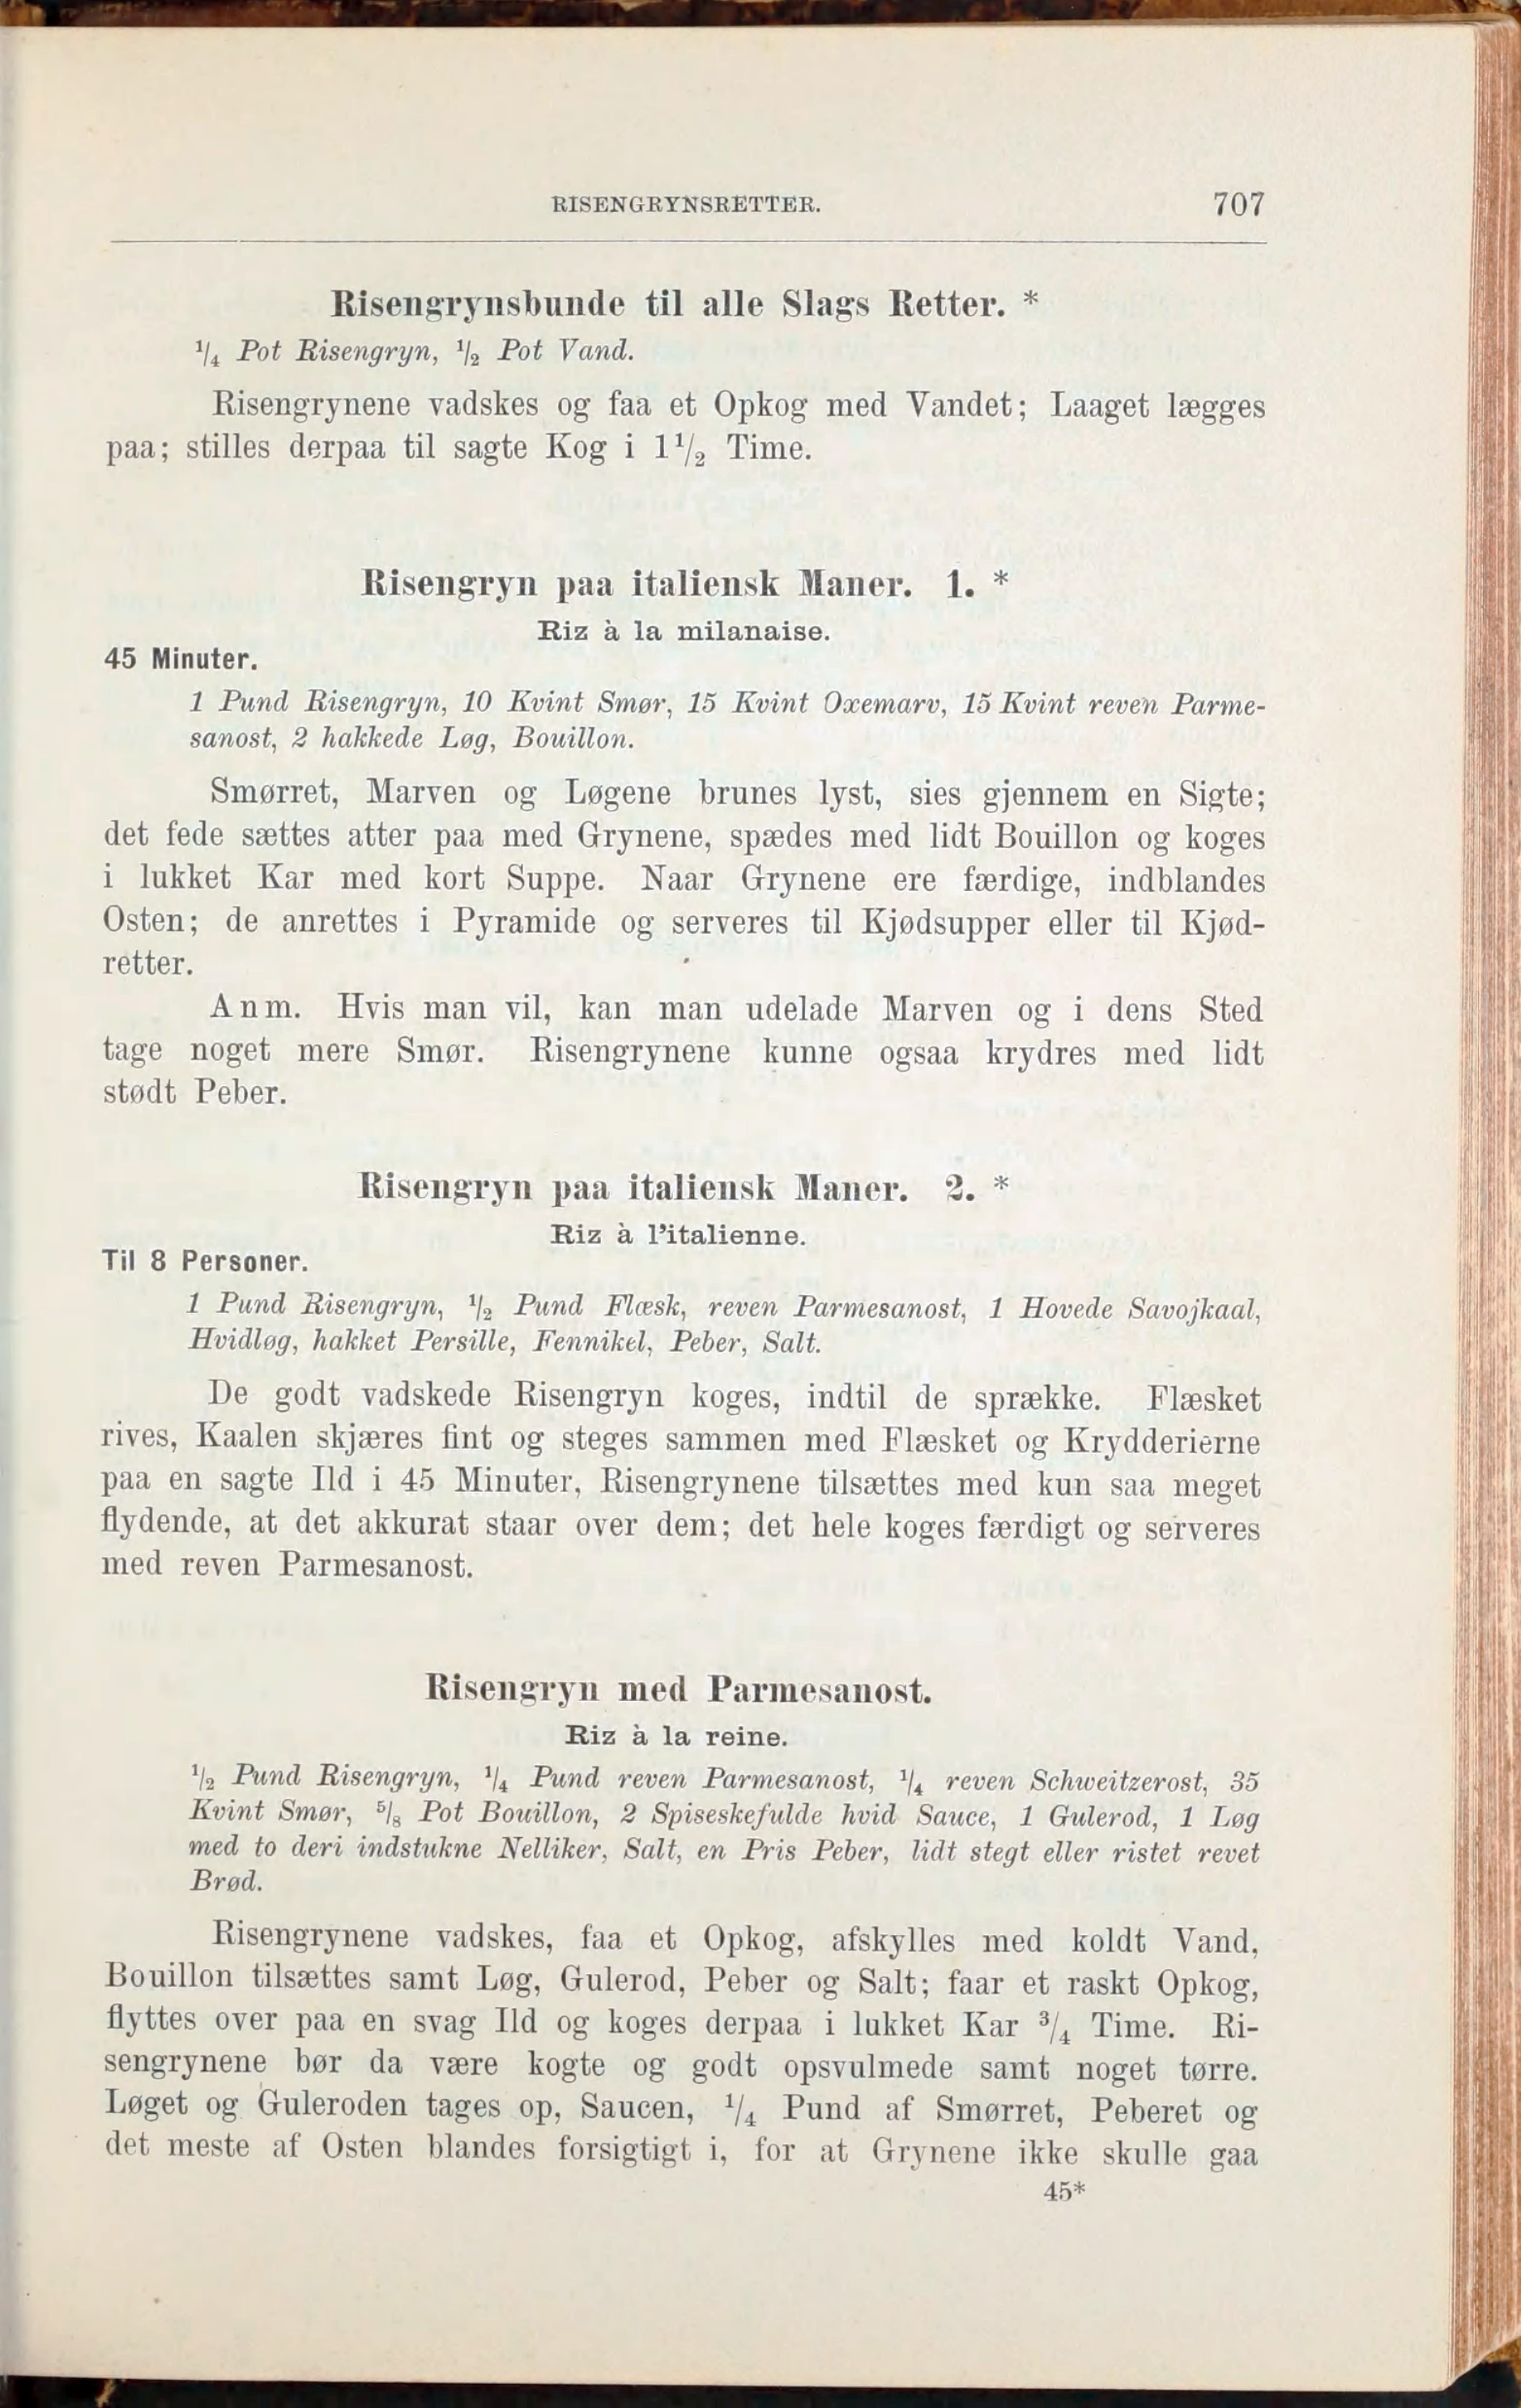 RISENGRYNSRETTER. 707
Risengrynsbunde til alle Slags Retter. *
1/4 Pot Risengryn, 1/2 Pot Vand.
Risengrynene vadskes og faa et Opkog med Vandet; Laaget lægges
paa; stilles derpaa til sagte Kog i 1 1/2 Time.
Risengryn paa italiensk Maner. 1. *
Riz à la milanaise.
45 Minuter.
1 Pund Risengryn, 10 Kvint Smør, 15 Kvint Oxemarv, 15 Kvint reven Parme-
sanost, 2 hakkede Løg, Bouillon.
Smørret, Marven og Løgene brunes lyst, sies gjennem en Sigte;
det fede sættes atter paa med Grynene, spædes med lidt Bouillon og koges
i lukket Kar med kort Suppe. Naar Grynene ere færdige, indblandes
Osten; de anrettes i Pyramide og serveres til Kjødsupper eller til Kjød-
retter.
Anm. Hvis man vil, kan man udelade Marven og i dens Sted
tage noget mere Smør. Risengrynene kunne ogsaa krydres med lidt
stødt Peber.
Risengryn paa italiensk Maner. 2. *
Riz à l'italienne.
Til 8 Personer.
1 Pund Risengryn, 1/2 Pund Flæsk, reven Parmesanost, 1 Hovede Savojkaal,
Hvidløg, hakket Persille, Fennikel, Peber, Salt.
De godt vadskede Risengryn koges, indtil de sprække. Flæsket
rives, Kaalen skjæres fint og steges sammen med Flæsket og Krydderierne
paa en sagte Ild i 45 Minuter, Risengrynene tilsættes med kun saa meget
flydende, at det akkurat staar over dem; det hele koges færdigt og serveres
med reven Parmesanost.
Risengryn med Parmesanost.
Riz à la reine.
1/2 Pund Risengryn, 1/4 Pund reven Parmesanost, 1/4 reven Schweitzerost, 35
Kvint Smør, 5/8 Pot Bouillon, 2 Spiseskefulde hvid Sauce, 1 Gulerod, 1 Løg
med to deri indstukne Nelliker, Salt, en Pris Peber, lidt stegt eller ristet revet
Brød.
Risengrynene vadskes, faa et Opkog, afskylles med koldt Vand,
Bouillon tilsættes samt Løg, Gulerod, Peber og Salt; faar et raskt Opkog,
flyttes over paa en svag Ild og koges derpaa i lukket Kar 3/4 Time. Ri-
sengrynene bør da være kogte og godt opsvulmede samt noget tørre.
Løget og Guleroden tages op, Saucen, 1/4 Pund af Smørret, Peberet og
det meste af Osten blandes forsigtigt i, for at Grynene ikke skulle gaa
45*